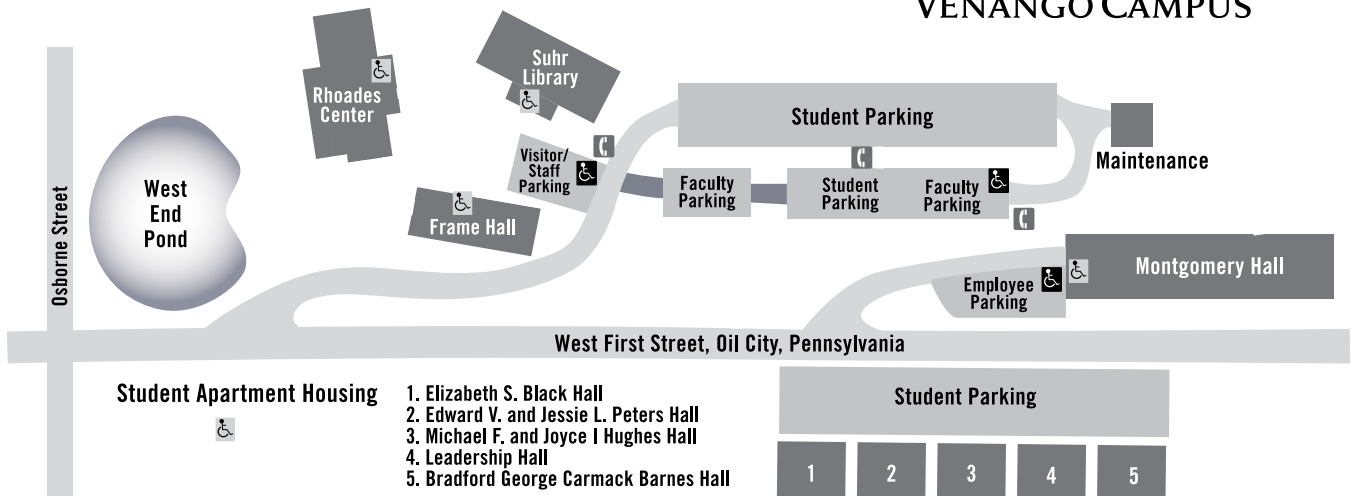 VENANGO CAMPUS
Suhr
Library
Rhoades
Center
Student Parking
Maintenance
Visitor/
Staff
Parking
Faculty
Parking
Student
Parking
Faculty
Parking
West
End
Pond
Frame Hall
Osborne Street
Montgomery Hall
Employee
Parking
West First Street, Oil City, Pennsylvania
Student Apartment Housing
1. Elizabeth S. Black Hall
2. Edward V. and Jessie L. Peters Hall
3. Michael F. and Joyce I Hughes Hall
4. Leadership Hall
5. Bradford George Carmack Barnes Hall
Student Parking
1
2
3
4
5